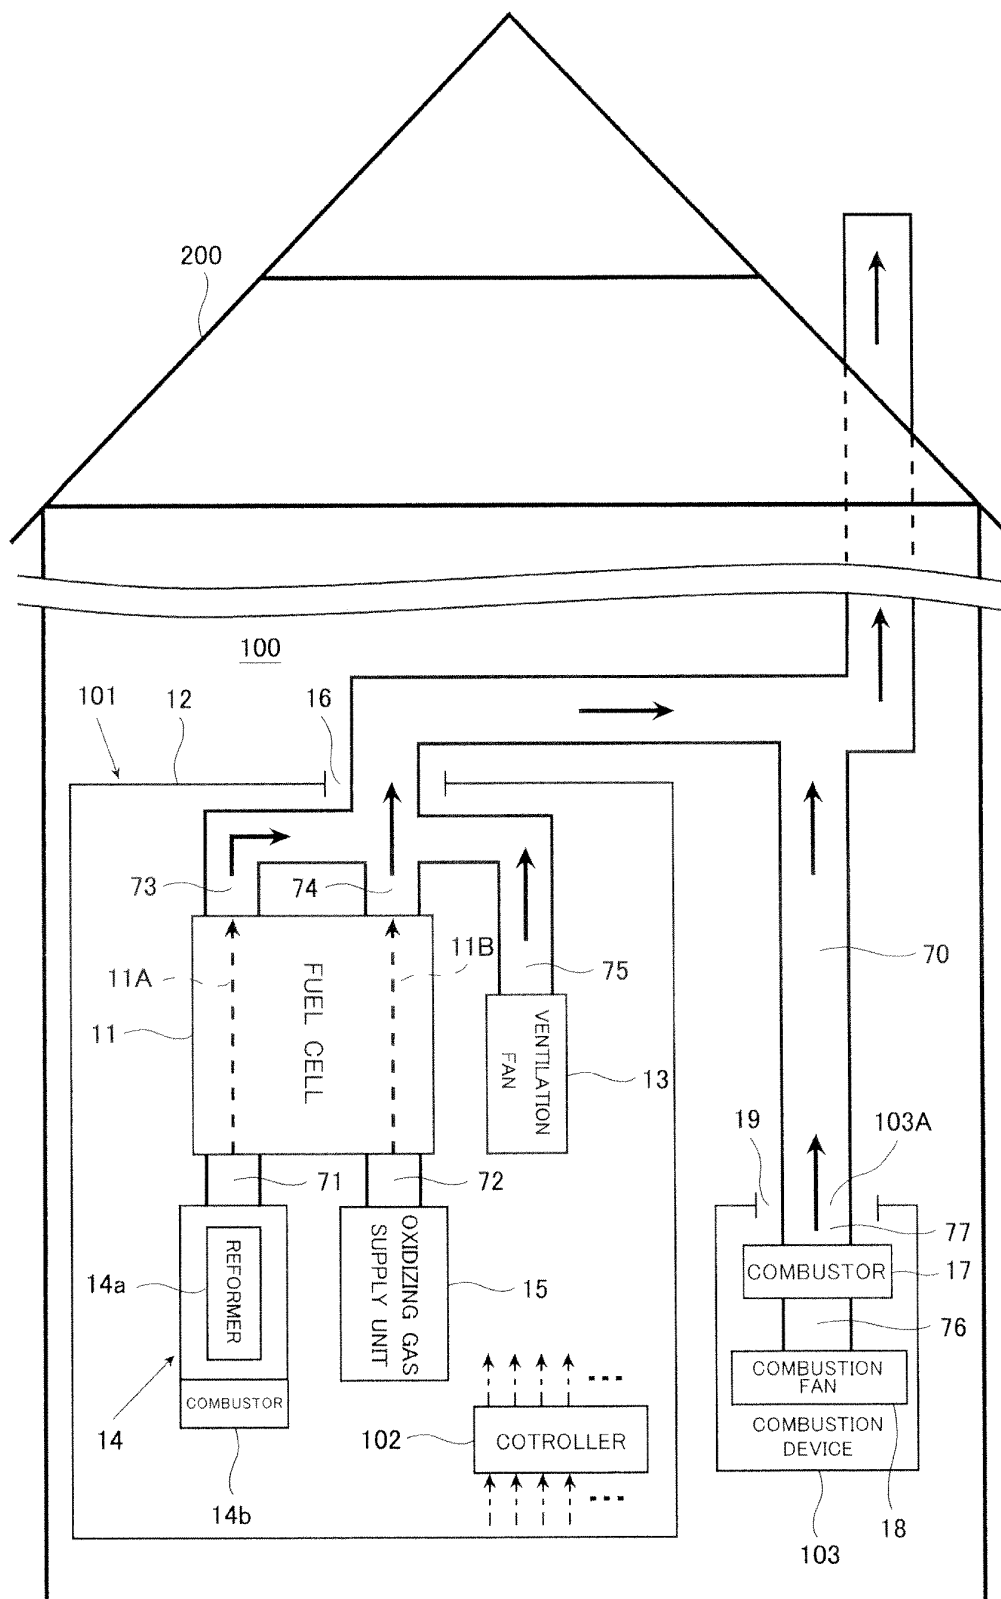 200
100
101
12
16
73
74
11A
11B
75
70
11
FUEL CELL
VENTILATION
FAN
13
19
103A
71
72
77
14a
REFORMER
OXIDIZING GAS
SUPPLY UNIT
15
COMBUSTOR
17
76
COMBUSTION
FAN
COMBUSTOR
14
102
COTROLLER
COMBUSTION
DEVICE
14b
18
103